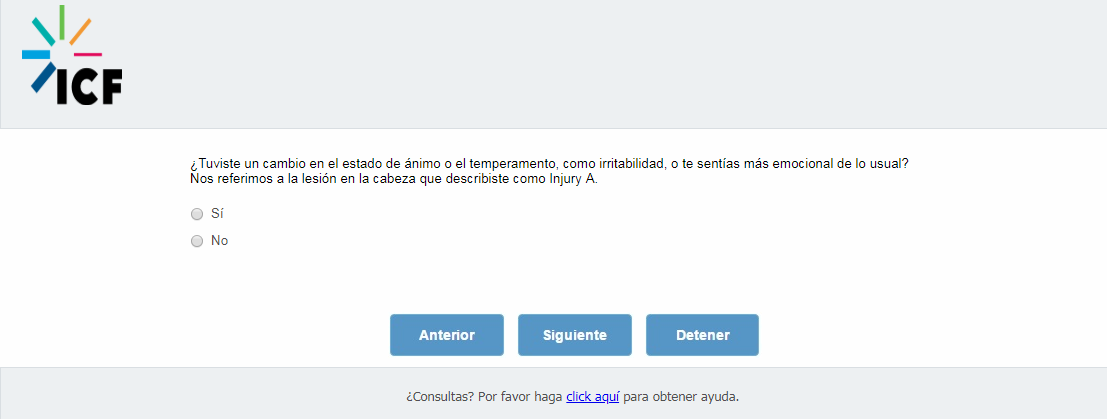 ICF
¿Tuviste un cambio en el estado de ánimo o el temperamento, como irritabilidad, o te sentías más emocional de lo usual?
Nos referimos a la lesión en la cabeza que describiste como Injury A.
Sí
No
Anterior
Siguiente
Detener
¿Consultas? Por favor haga click aquí para obtener ayuda.